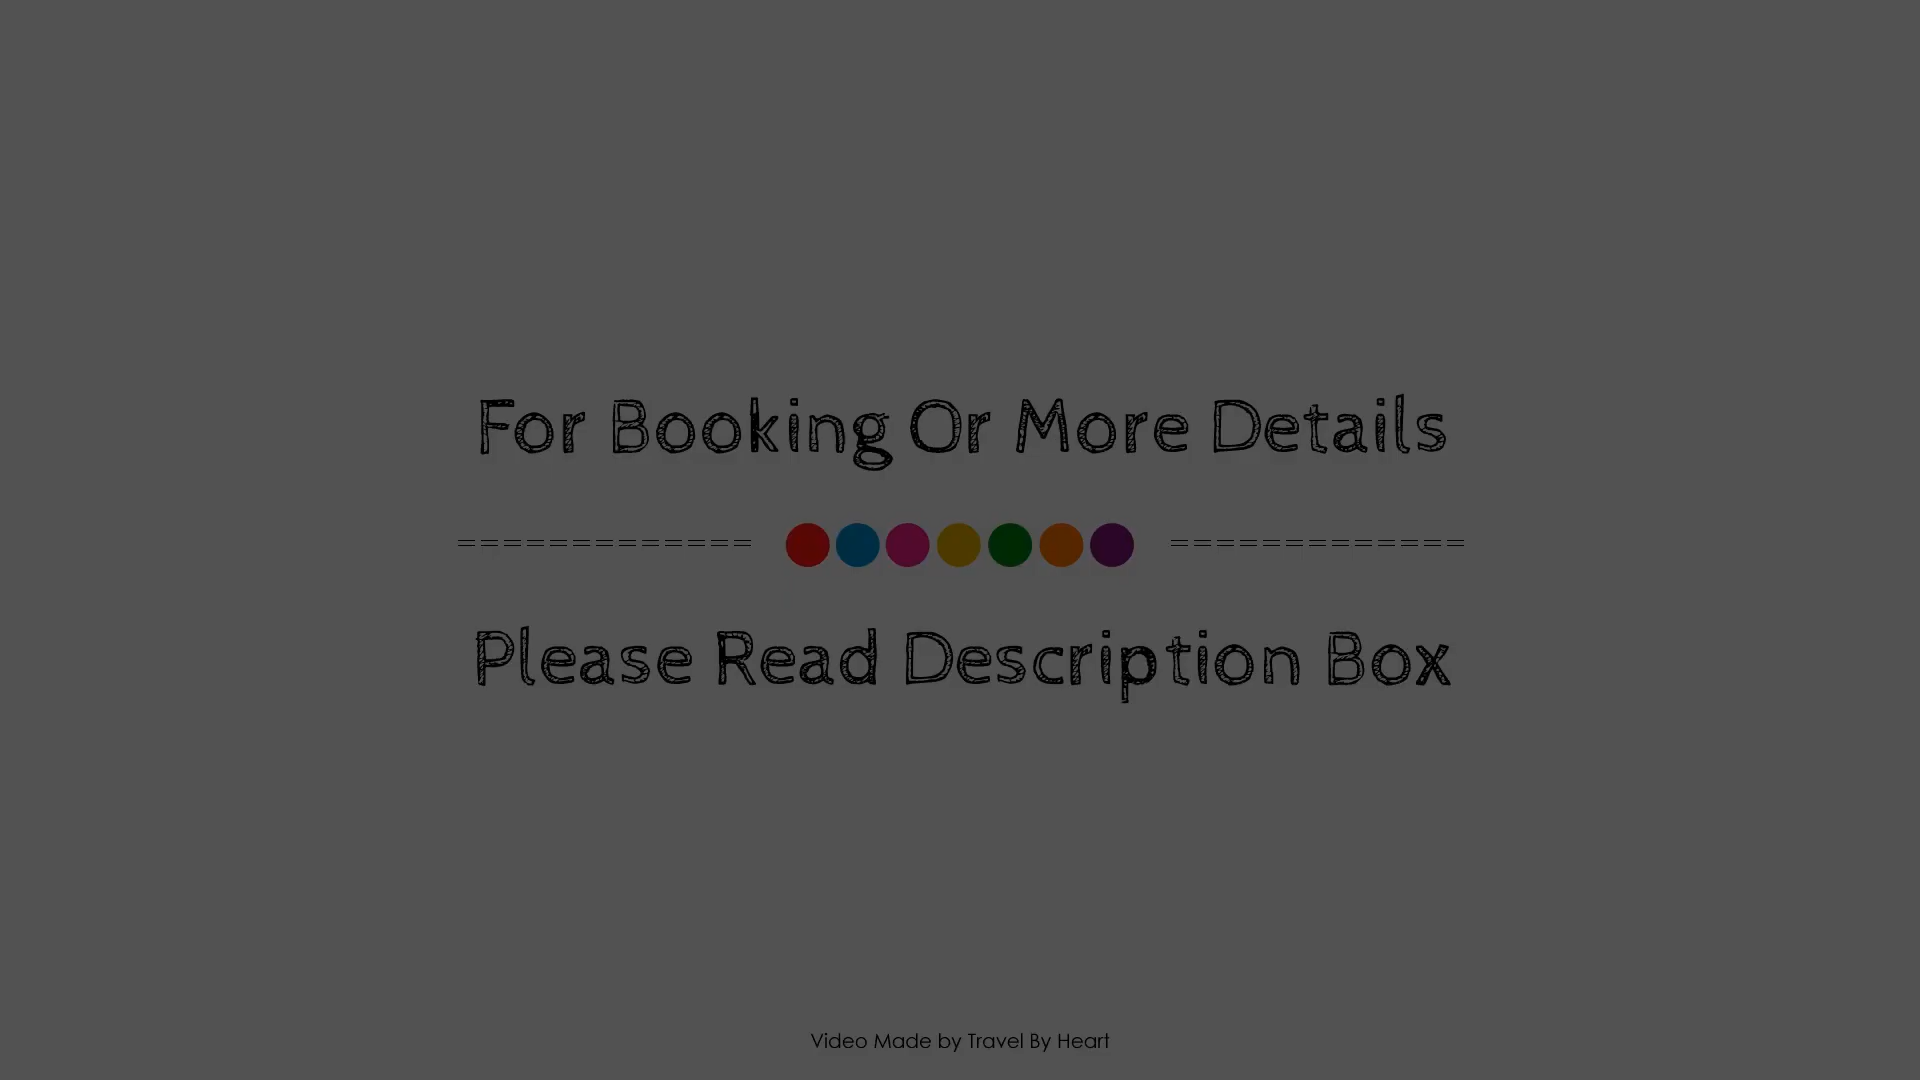 For Booking Or More Details
============= =============
Please Read Description Box
Video Made by Travel By Heart